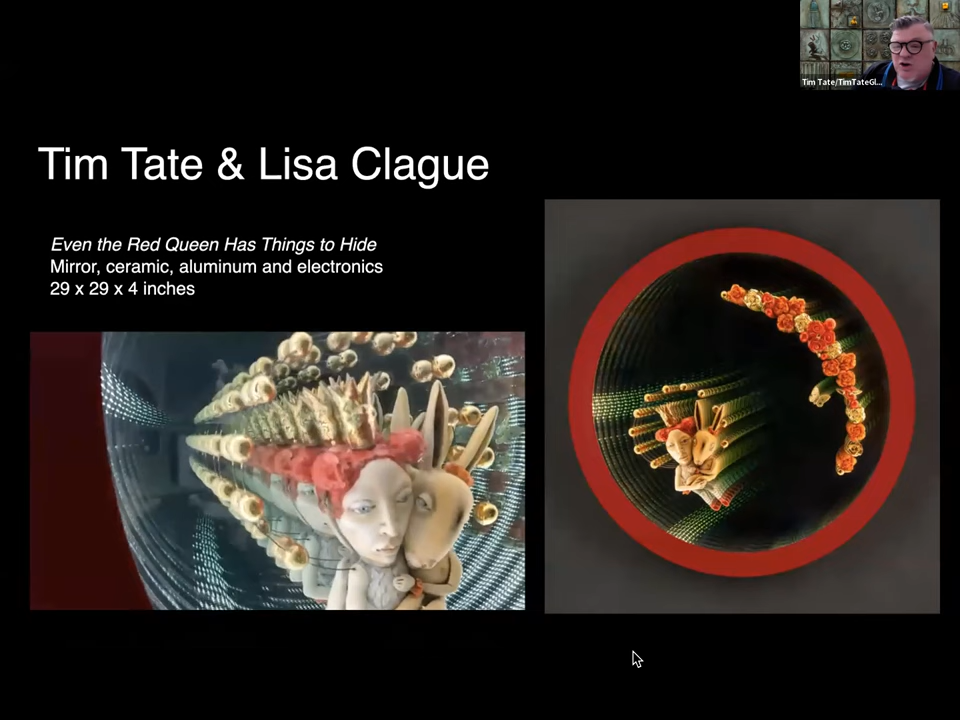 Tim Tate/TimTateGl...
Tim Tate & Lisa Clague
Even the Red Queen Has Things to Hide
Mirror, ceramic, aluminum and electronics
29 x 29 x 4 inches